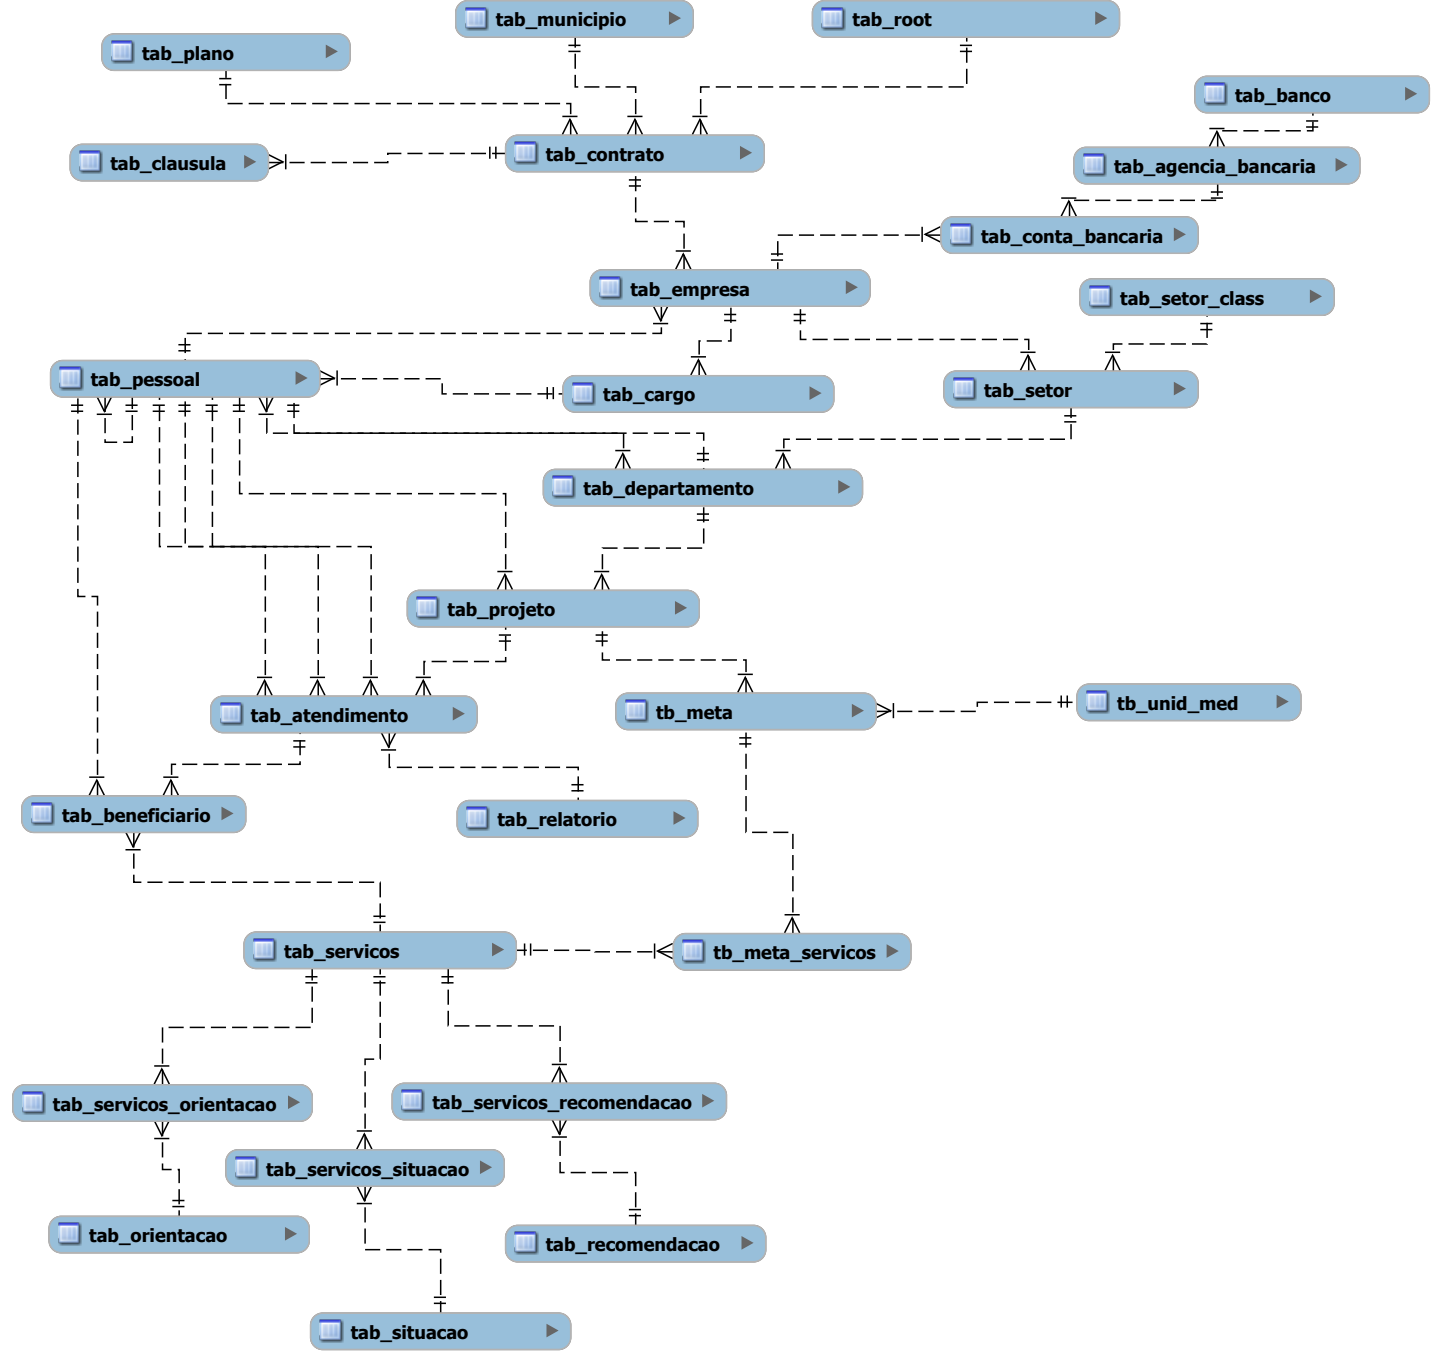 tab_municipio
tab_root
tab_plano
tab_banco
tab_contrato
tab_clausula
tab_agencia_bancaria
tab_conta_bancaria
tab_empresa
tab_setor_class
tab_pessoal
tab_cargo
tab_setor
tab_departamento
tab_projeto
tab_atendimento
tb_meta
tb_unid_med
tab_beneficiario
tab_relatorio
tab_servicos
tb_meta_servicos
tab_servicos_orientacao
tab_servicos_recomendacao
tab_servicos_situacao
tab_orientacao
tab_recomendacao
tab_situacao